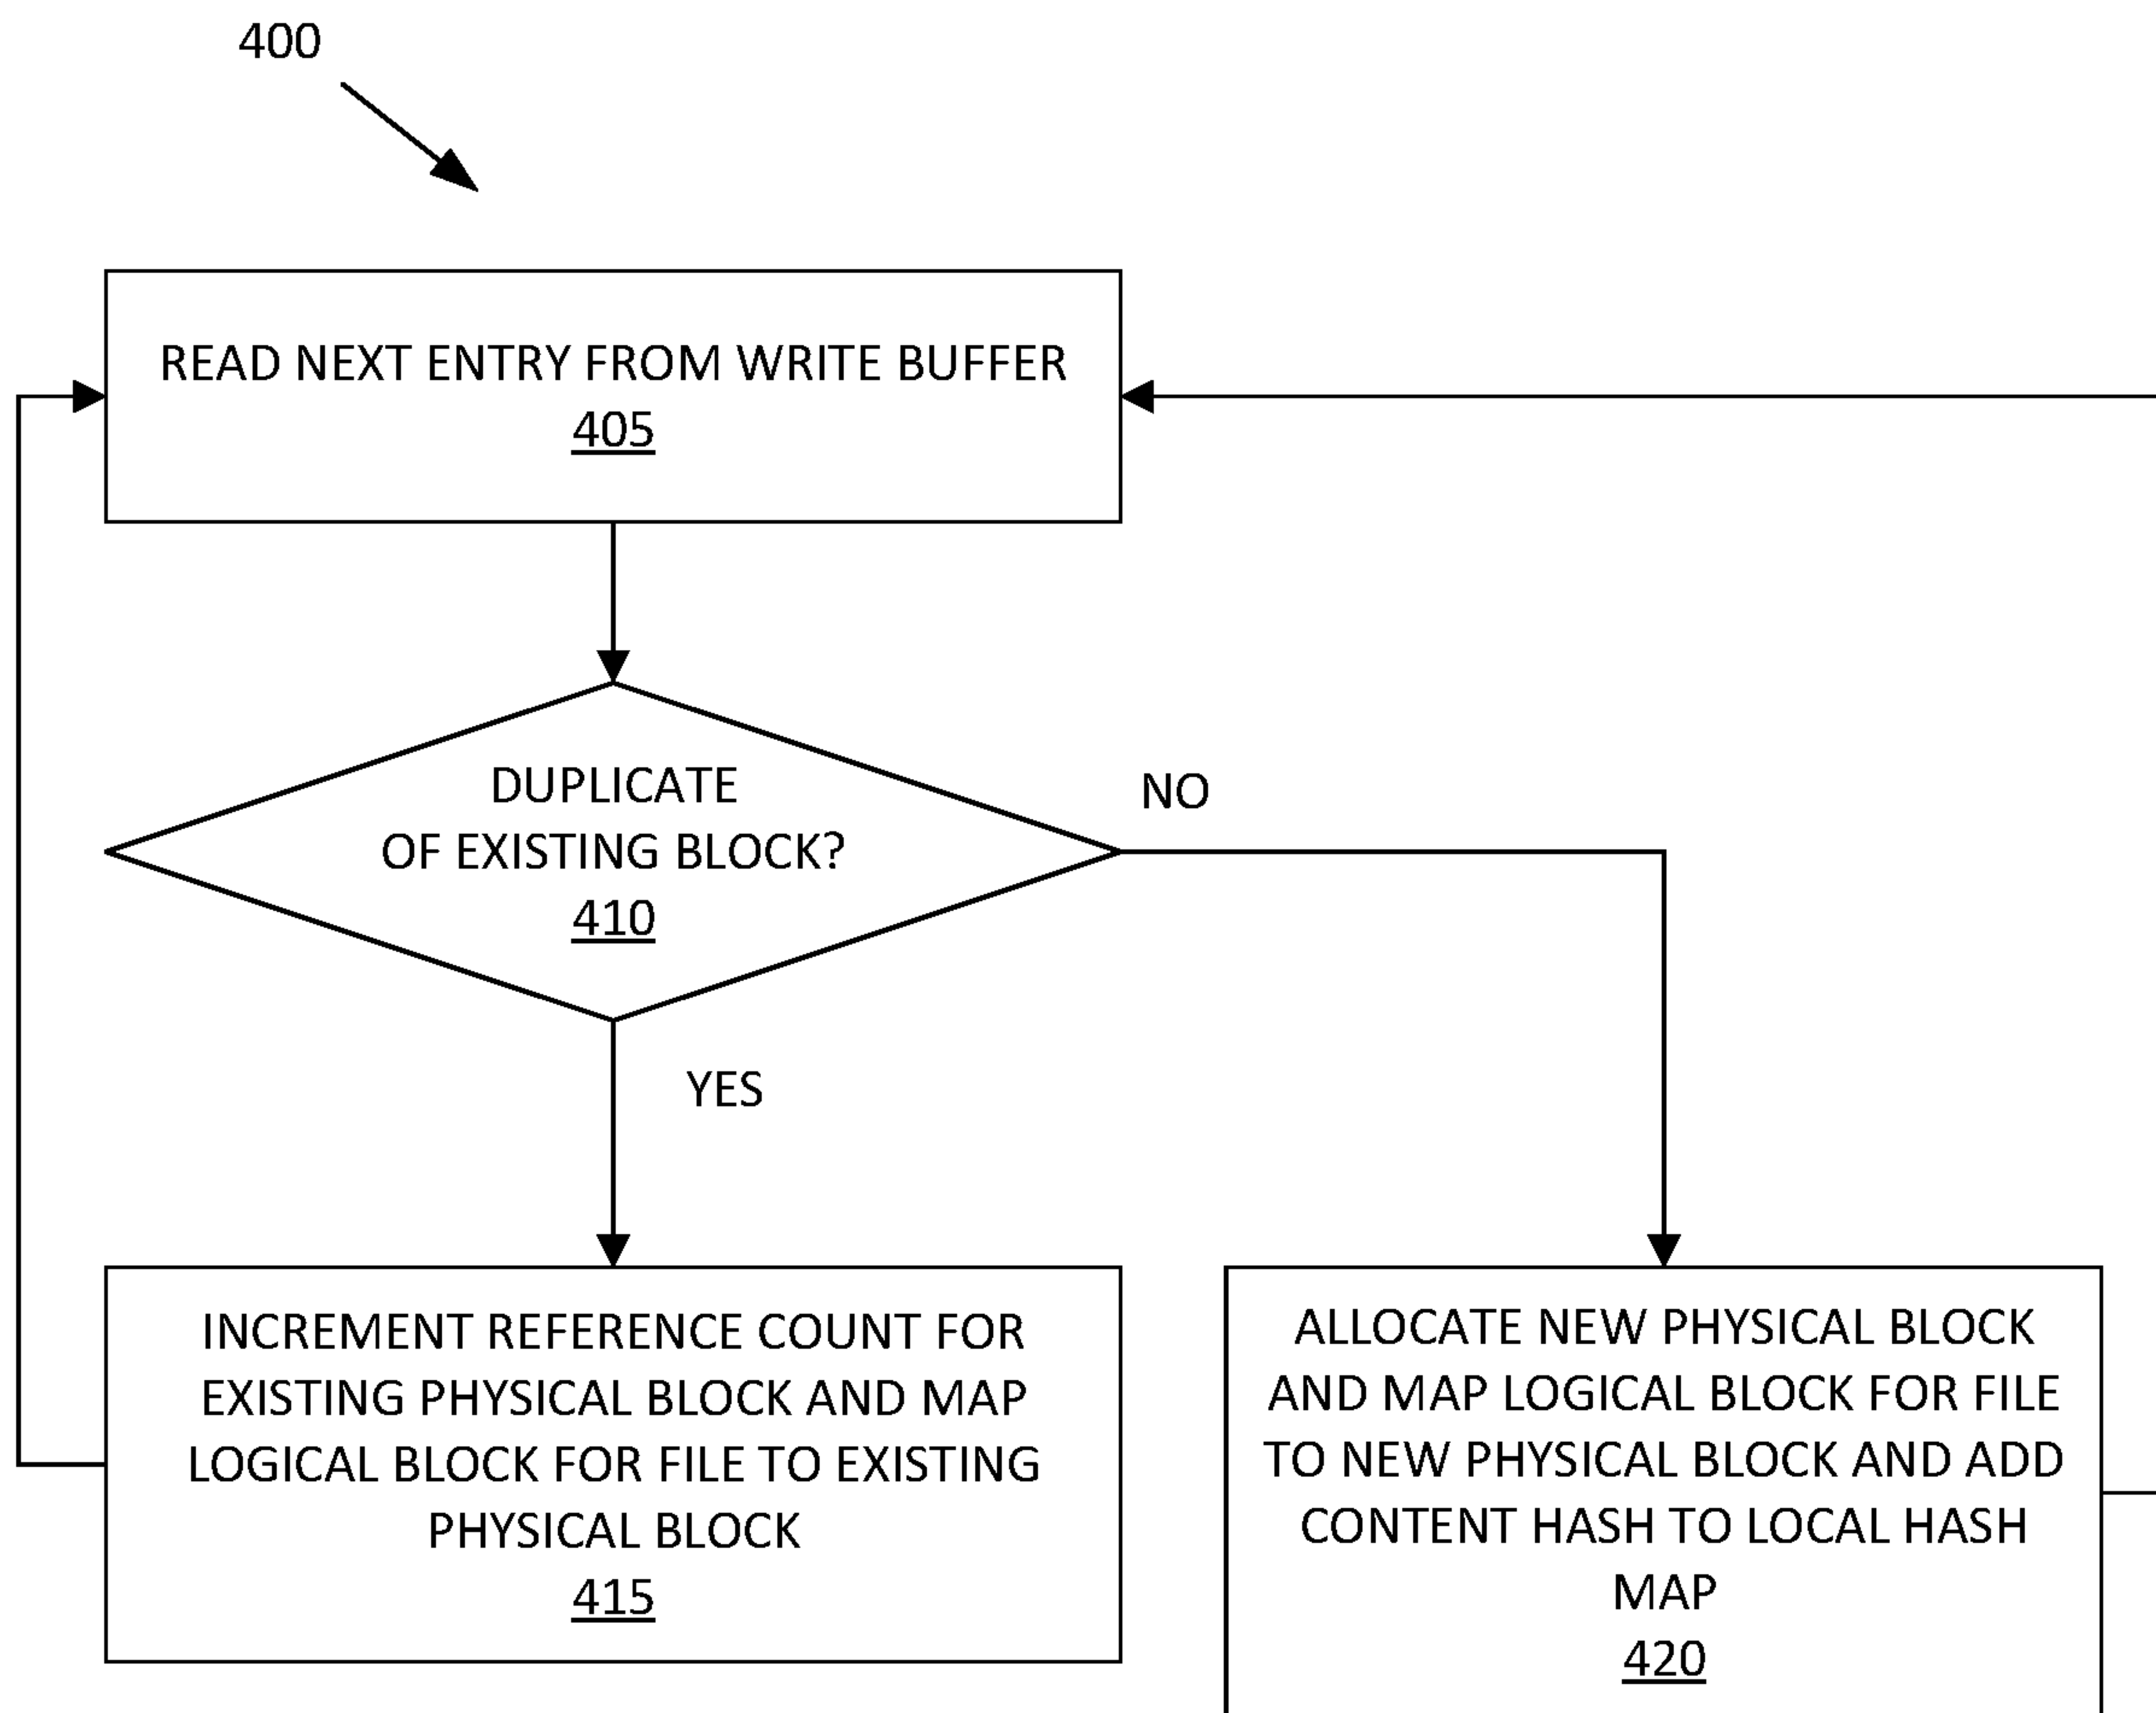 400
READ NEXT ENTRY FROM WRITE BUFFER
405
DUPLICATE
OF EXISTING BLOCK?
410
NO
YES
INCREMENT REFERENCE COUNT FOR
EXISTING PHYSICAL BLOCK AND MAP
LOGICAL BLOCK FOR FILE TO EXISTING
PHYSICAL BLOCK
415
ALLOCATE NEW PHYSICAL BLOCK
AND MAP LOGICAL BLOCK FOR FILE
TO NEW PHYSICAL BLOCK AND ADD
CONTENT HASH TO LOCAL HASH
MAP
420